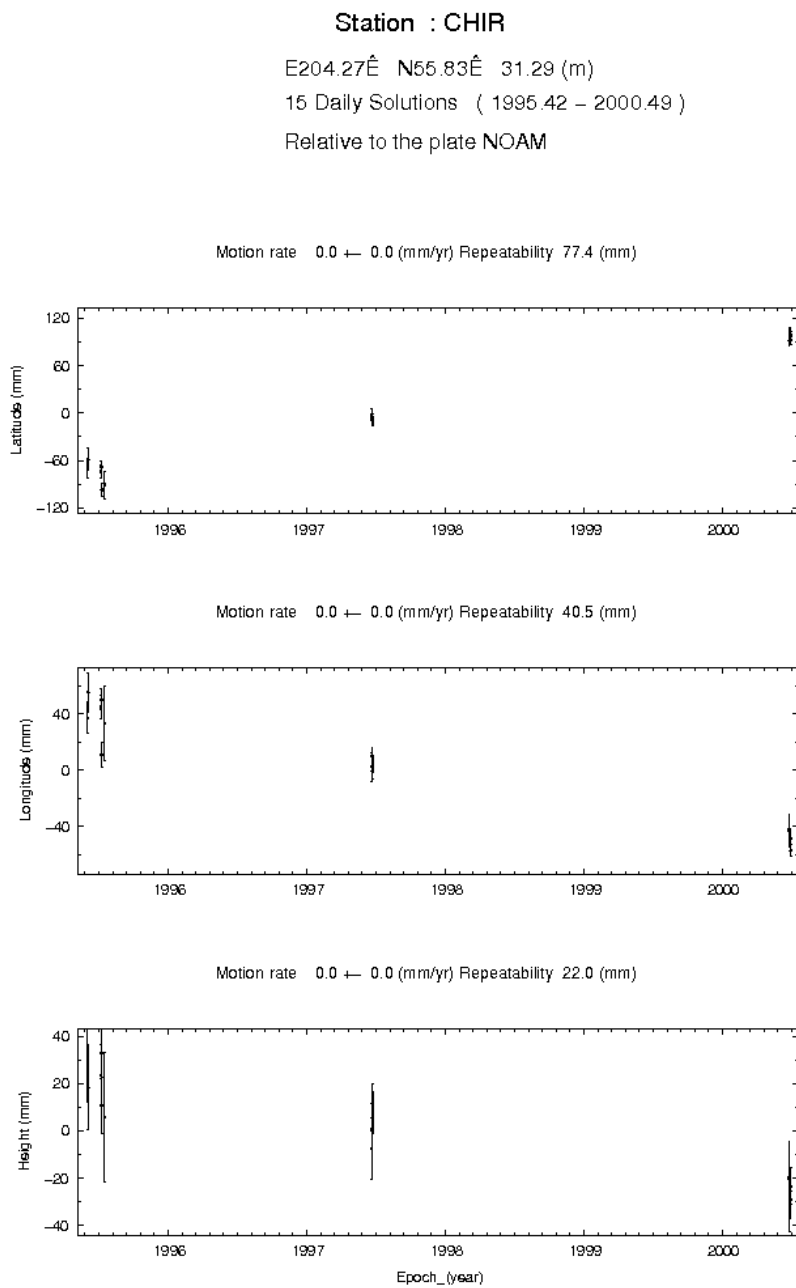 Station : CHIR
E204.27Ê N55.83Ê 31.29 (m)
15 Daily Solutions ( 1995.42 – 2000.49 )
Relative to the plate NOAM
Motion rate 0.0 +– 0.0 (mm/yr) Repeatability 77.4 (mm)
120
60
0
–60
–120
Latitude (mm)
1996 1997 1998 1999 2000
Motion rate 0.0 +– 0.0 (mm/yr) Repeatability 40.5 (mm)
40
0
–40
Longitude (mm)
1996 1997 1998 1999 2000
Motion rate 0.0 +– 0.0 (mm/yr) Repeatability 22.0 (mm)
40
20
0
–20
–40
Height (mm)
1996 1997 1998 1999 2000
Epoch_(year)